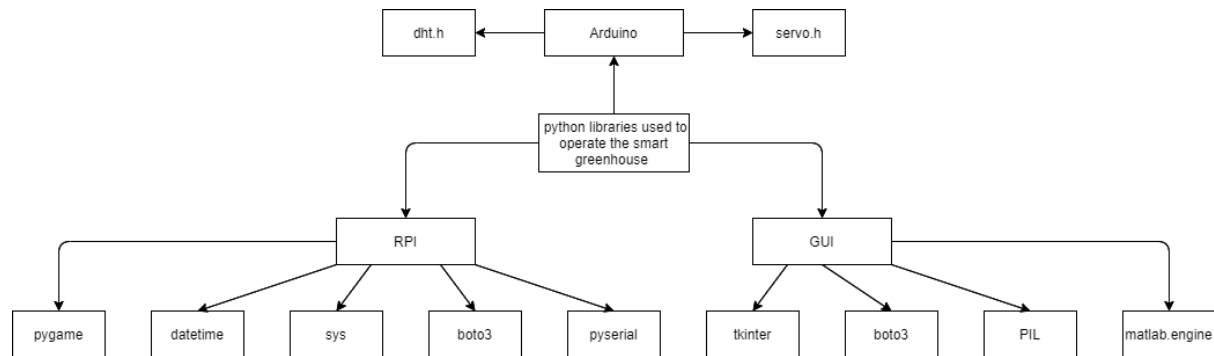 dht.h
Arduino
servo.h
python libraries used to
operate the smart
greenhouse
RPI
GUI
pygame
datetime
sys
boto3
pyserial
tkinter
boto3
PIL
matlab.engine